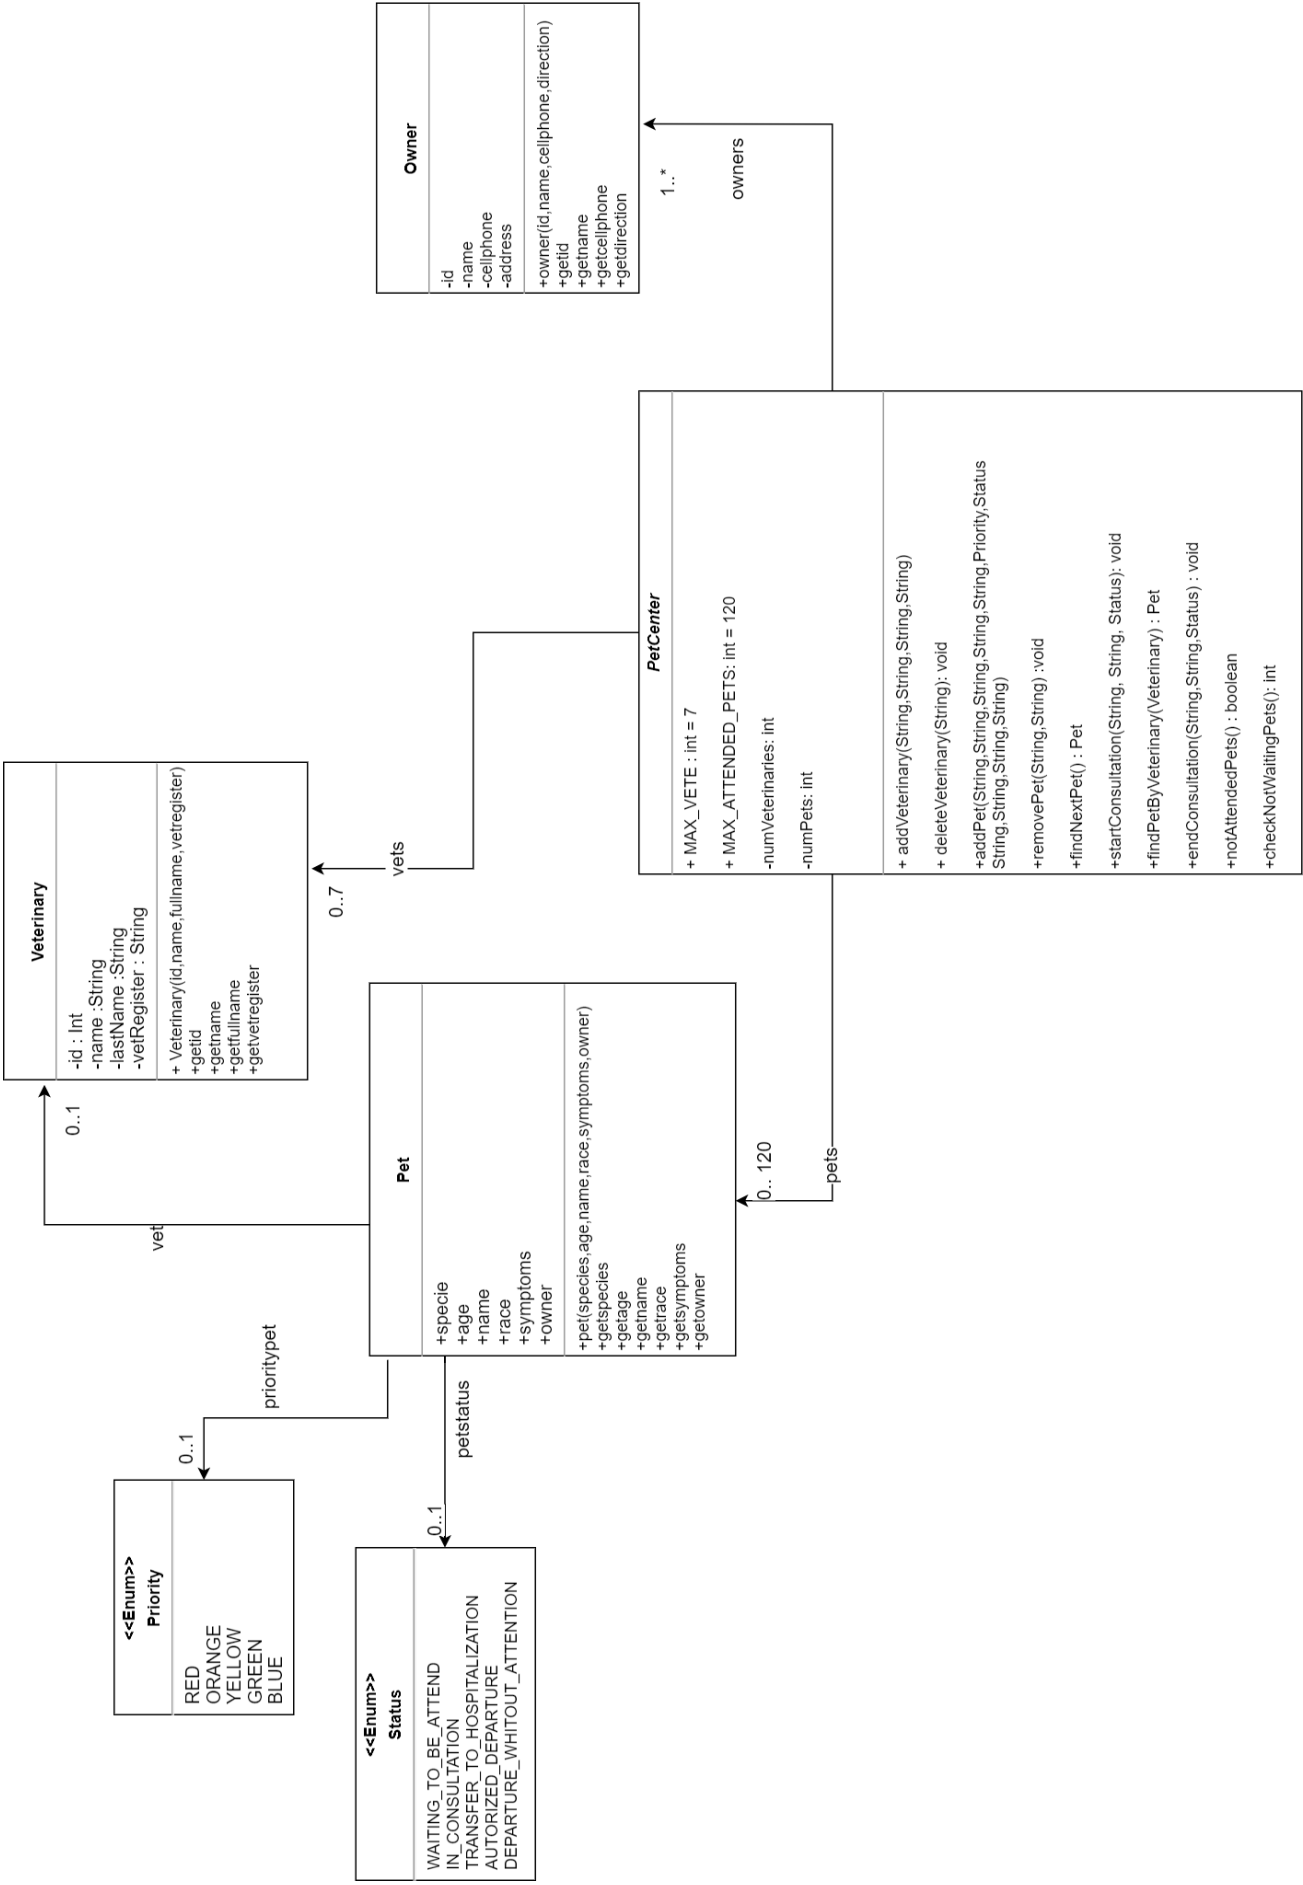 <<Enum>>
Priority
RED
ORANGE
YELLOW
GREEN
BLUE
<<Enum>>
Status
WAITING_TO_BE_ATTEND
IN_CONSULTATION
TRANSFER_TO_HOSPITALIZATION
AUTORIZED_DEPARTURE
DEPARTURE_WHITOUT_ATTENTION
0..1
prioritypet
0..1
petstatus
vet
0..1
Veterinary
-id : Int
-name :String
-lastName :String
-vetRegister : String
+ Veterinary(id,name,fullname,vetregister)
+getid
+getname
+getfullname
+getvetregister
Pet
+specie
+age
+name
+race
+symptoms
+owner
+pet(species,age,name,race,symptoms,owner)
+getspecies
+getage
+getname
+getrace
+getsymptoms
+getowner
0.. 120
pets
0..7
vets
PetCenter
+ MAX_VETE : int = 7
+ MAX_ATTENDED_PETS: int = 120
-numVeterinaries: int
-numPets: int
+ addVeterinary(String,String,String,String)
+ deleteVeterinary(String): void
+addPet(String,String,String,String,String,Priority,Status
String,String,String,String)
+removePet(String,String) :void
+findNextPet() : Pet
+startConsultation(String, String, Status): void
+findPetByVeterinary(Veterinary) : Pet
+endConsultation(String,String,Status) : void
+notAttendedPets() : boolean
+checkNotWaitingPets(): int
Owner
-id
-name
-cellphone
-address
+owner(id,name,cellphone,direction)
+getid
+getname
+getcellphone
+getdirection
1..*
owners